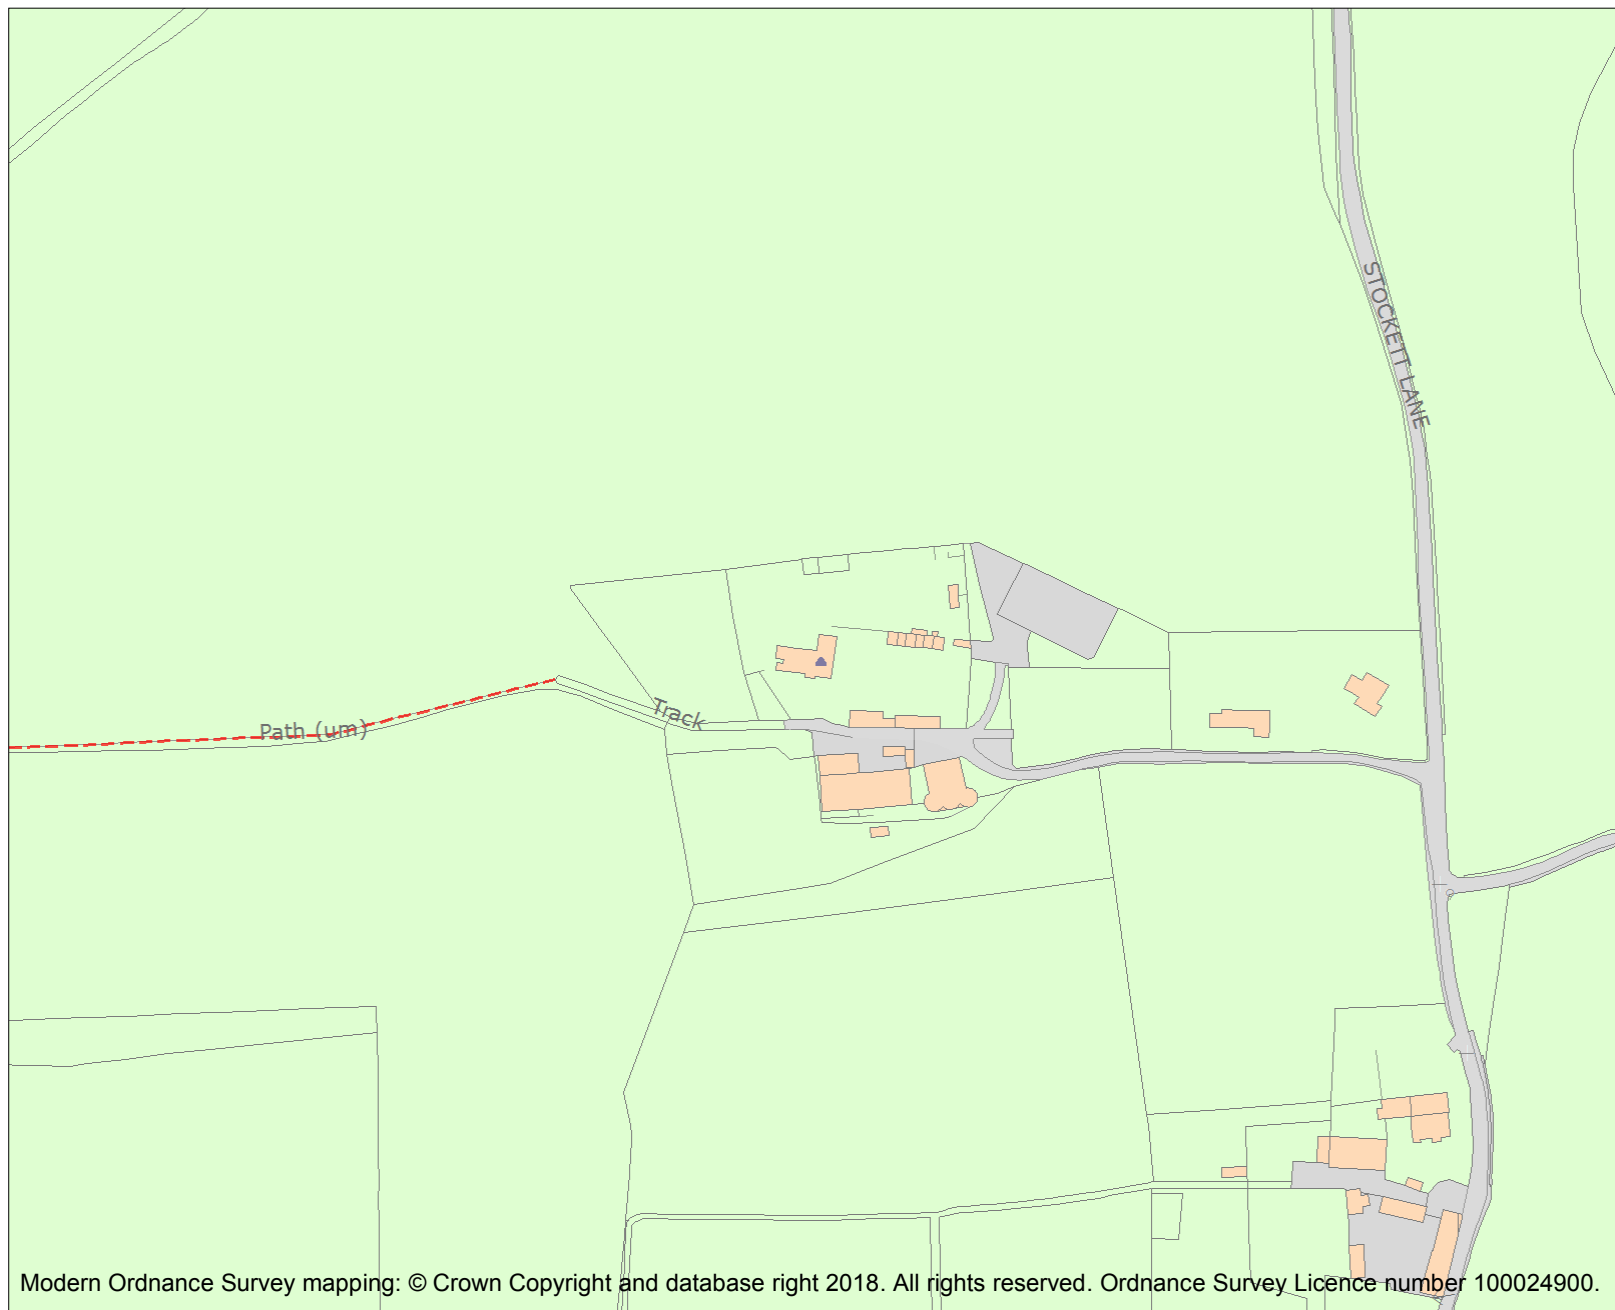 STOCKETT LANE
Track
Path (um)
Modern Ordnance Survey mapping: © Crown Copyright and database right 2018. All rights reserved. Ordnance Survey Licence number 100024900.